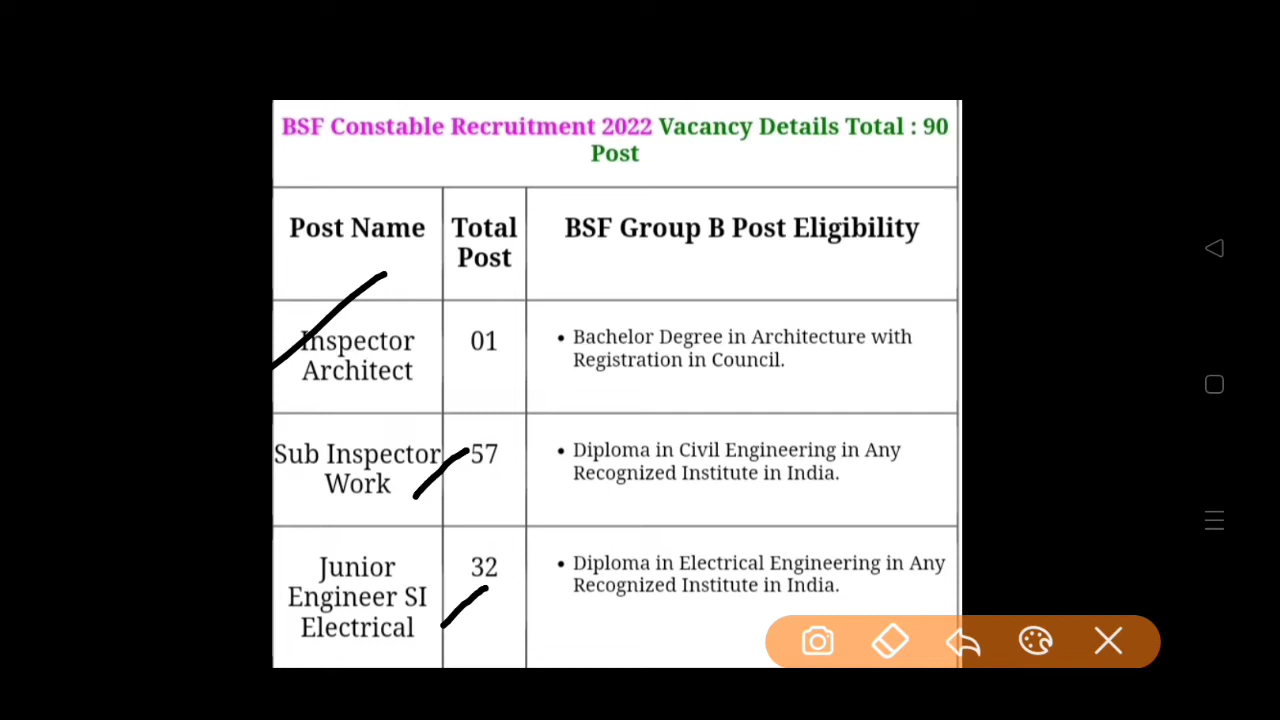 BSF Constable Recruitment 2022 Vacancy Details Total : 90
Post
Post Name
Total
Post
BSF Group B Post Eligibility
Inspector
Architect
01
• Bachelor Degree in Architecture with
Registration in Council.
Sub Inspector
Work
57
• Diploma in Civil Engineering in Any
Recognized Institute in India.
Junior
Engineer SI
Electrical
32
• Diploma in Electrical Engineering in Any
Recognized Institute in India.